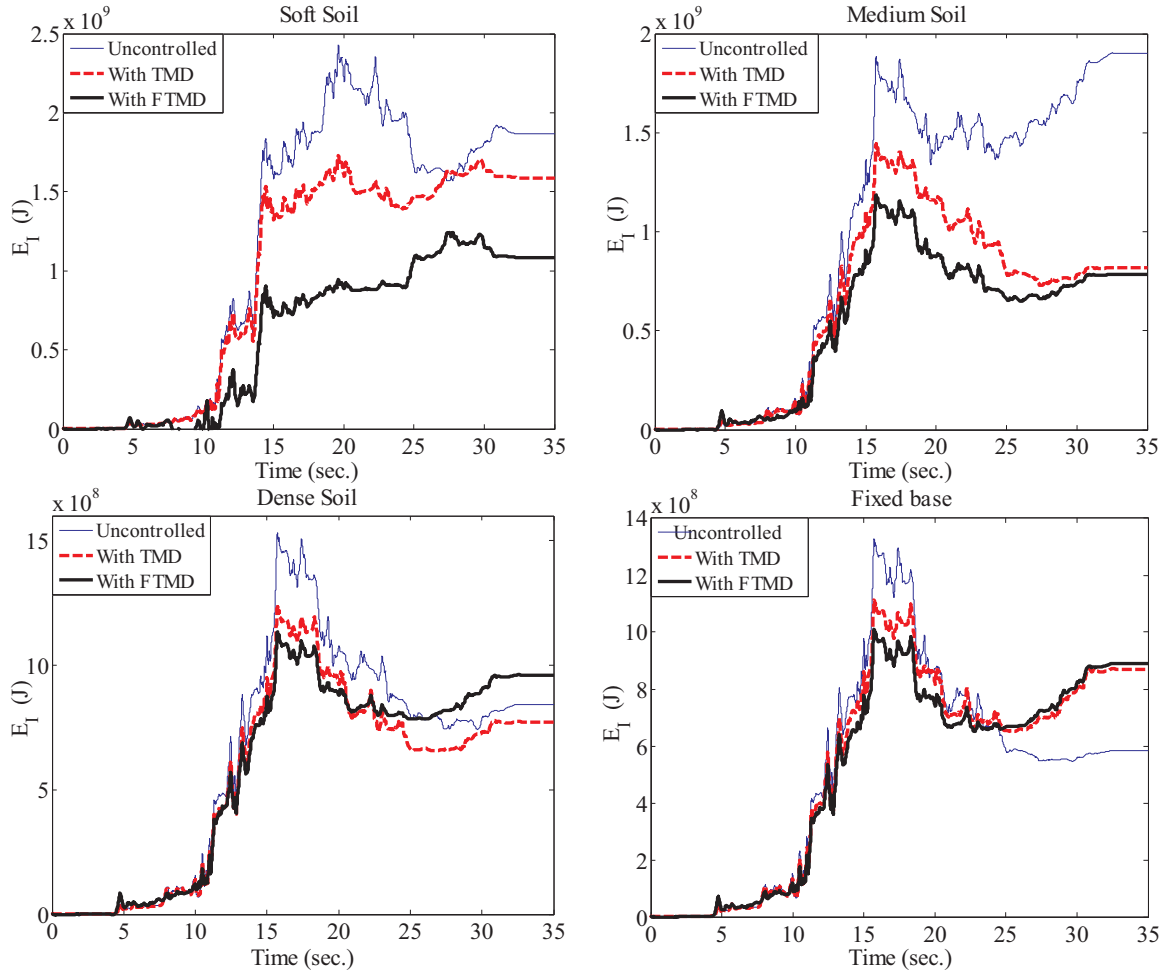 x 10^9
Soft Soil
2.5
2
1.5
1
0.5
0
E_I (J)
Uncontrolled
With TMD
With FTMD
0 5 10 15 20 25 30 35
Time (sec.)
x 10^9
Medium Soil
2
1.5
1
0.5
0
E_I (J)
Uncontrolled
With TMD
With FTMD
0 5 10 15 20 25 30 35
Time (sec.)
x 10^8
Dense Soil
15
10
5
0
E_I (J)
Uncontrolled
With TMD
With FTMD
0 5 10 15 20 25 30 35
Time (sec.)
x 10^8
Fixed base
14
12
10
8
6
4
2
0
E_I (J)
Uncontrolled
With TMD
With FTMD
0 5 10 15 20 25 30 35
Time (sec.)